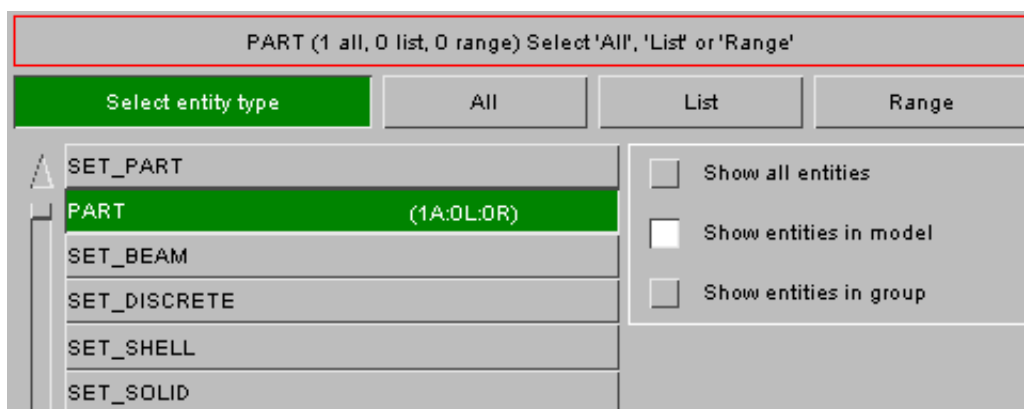 PART (1 all, 0 list, 0 range) Select 'All', 'List' or 'Range'
Select entity type All List Range
SET_PART
PART (1A:0L:0R)
SET_BEAM
SET_DISCRETE
SET_SHELL
SET_SOLID
Show all entities
Show entities in model
Show entities in group